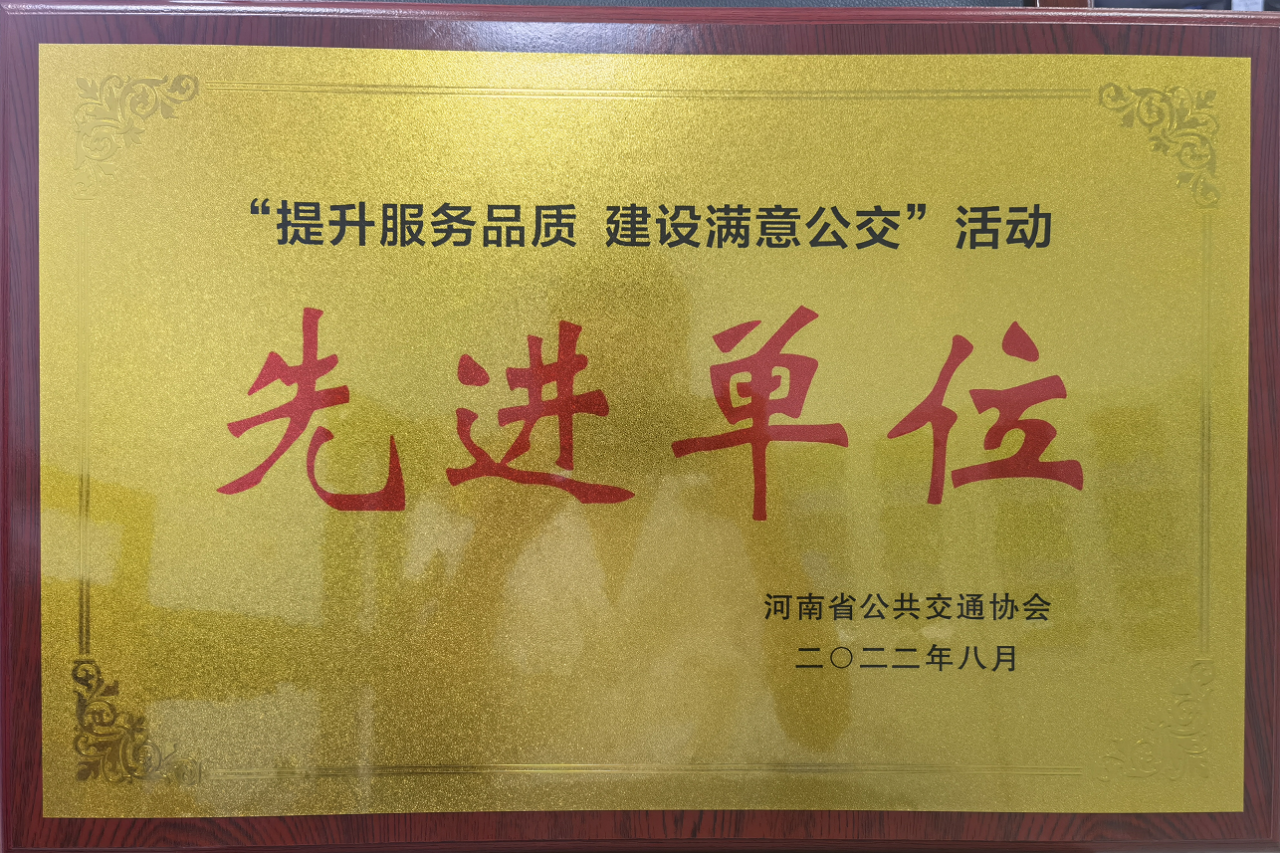 “提升服务品质 建设满意公交”活动
先进单位
河南省公共交通协会
二〇二二年八月